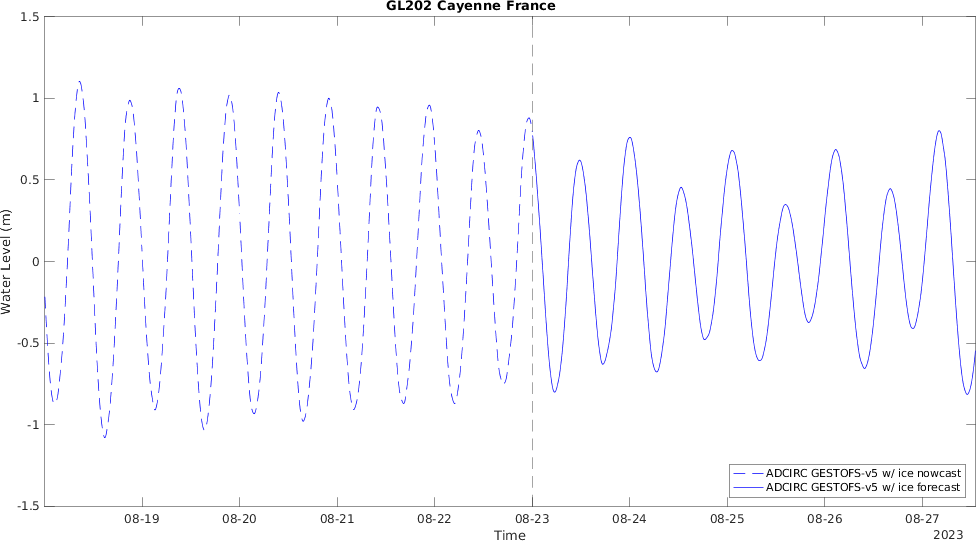 GL202 Cayenne France
1.5
1
0.5
0
-0.5
-1
-1.5
Water Level (m)
08-19 08-20 08-21 08-22 08-23 08-24 08-25 08-26 08-27
Time
2023
ADCIRC GESTOFS-v5 w/ ice nowcast
ADCIRC GESTOFS-v5 w/ ice forecast